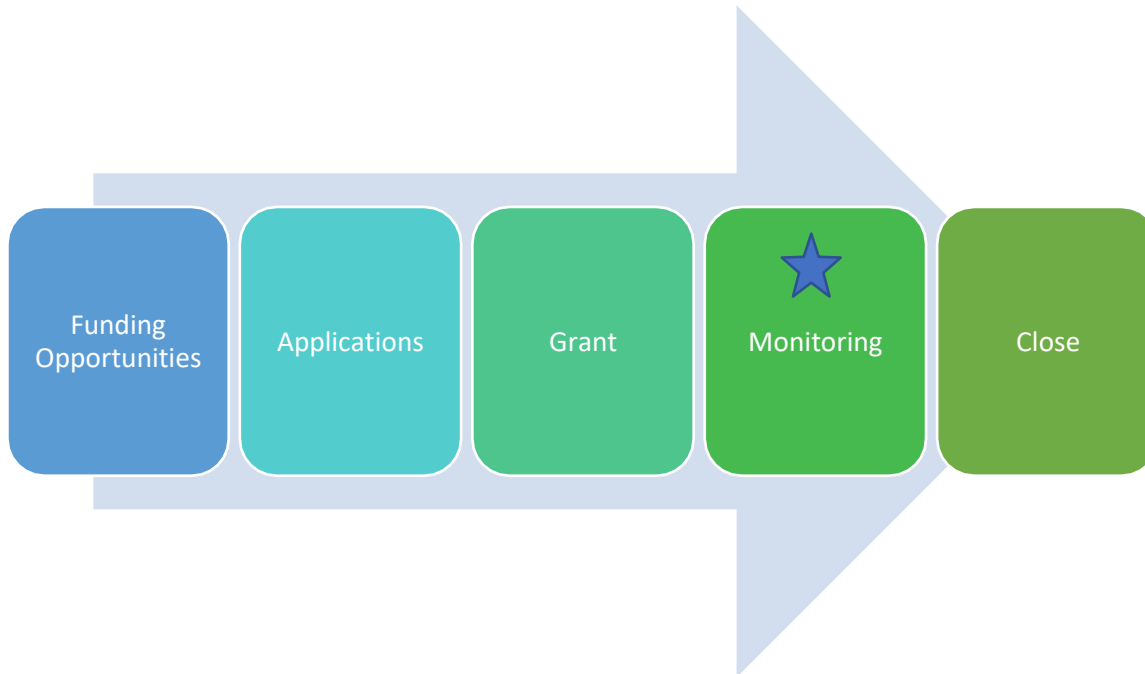 Funding
Opportunities
Applications
Grant
Monitoring
Close